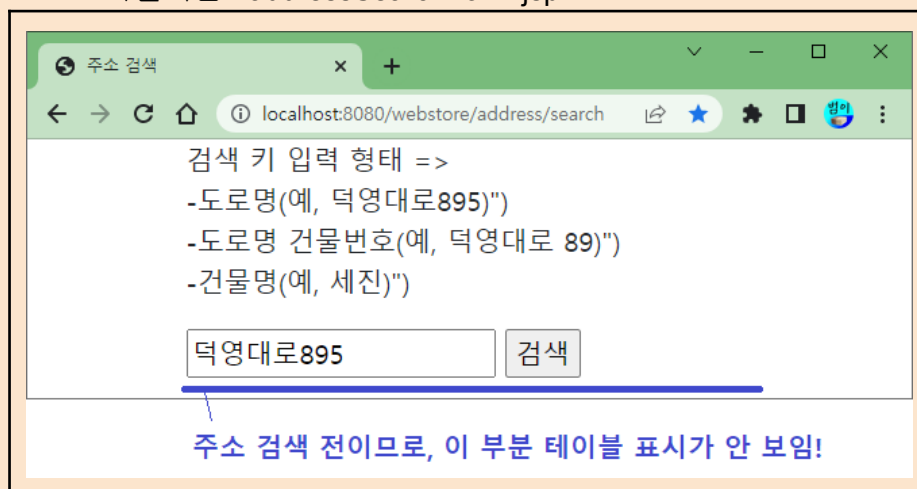 주소 검색
localhost:8080/webstore/address/search
범이
검색 키 입력 형태 =>
-도로명(예, 덕영대로895)")
-도로명 건물번호(예, 덕영대로 89)")
-건물명(예, 세진)")
덕영대로895 검색
주소 검색 전이므로, 이 부분 테이블 표시가 안 보임!